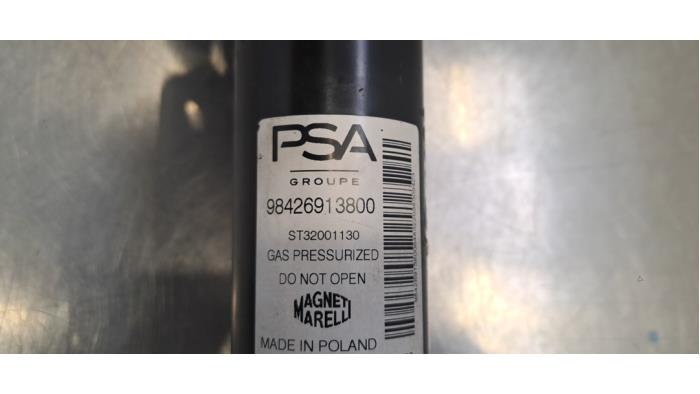 PSA
GROUPE
98426913800
ST32001130
GAS PRESSURIZED
DO NOT OPEN
MAGNETI
MARELLI
MADE IN POLAND